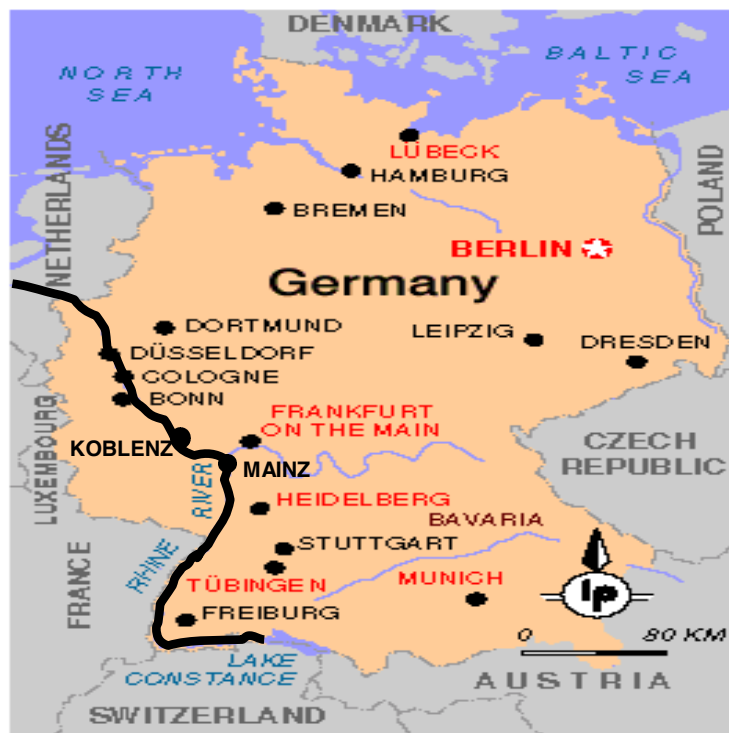 DENMARK
NORTH
SEA
BALTIC
SEA
NETHERLANDS
POLAND
LÜBECK
HAMBURG
BREMEN
BERLIN
Germany
DORTMUND
LEIPZIG
DÜSSELDORF
DRESDEN
COLOGNE
BONN
FRANKFURT
ON THE MAIN
LUXEMBOURG
KOBLENZ
CZECH
REPUBLIC
MAINZ
RIVER
HEIDELBERG
BAVARIA
STUTTGART
RHINE
FRANCE
TÜBINGEN
MUNICH
lp
FREIBURG
0 80 KM
LAKE
CONSTANCE
AUSTRIA
SWITZERLAND